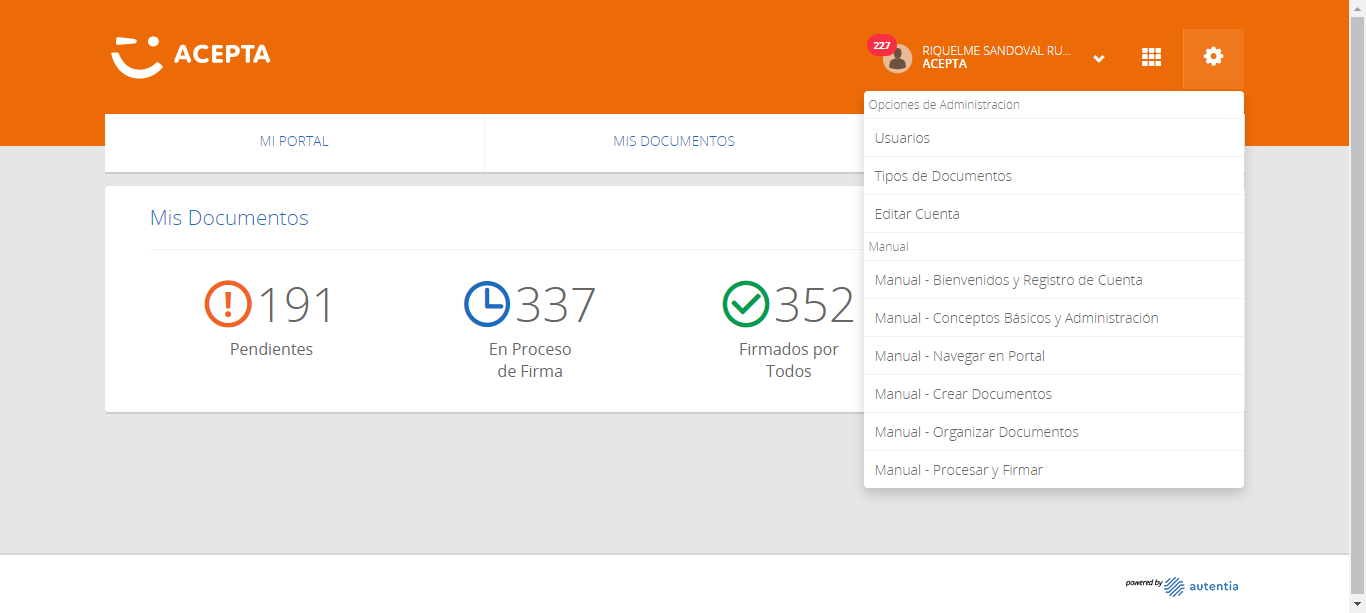 ACEPTA
227
RIQUELME SANDOVAL RU...
ACEPTA
MI PORTAL
MIS DOCUMENTOS
Mis Documentos
191
Pendientes
337
En Proceso
de Firma
352
Firmados por
Todos
Opciones de Administración
Usuarios
Tipos de Documentos
Editar Cuenta
Manual
Manual - Bienvenidos y Registro de Cuenta
Manual - Conceptos Básicos y Administración
Manual - Navegar en Portal
Manual - Crear Documentos
Manual - Organizar Documentos
Manual - Procesar y Firmar
powered by autentia